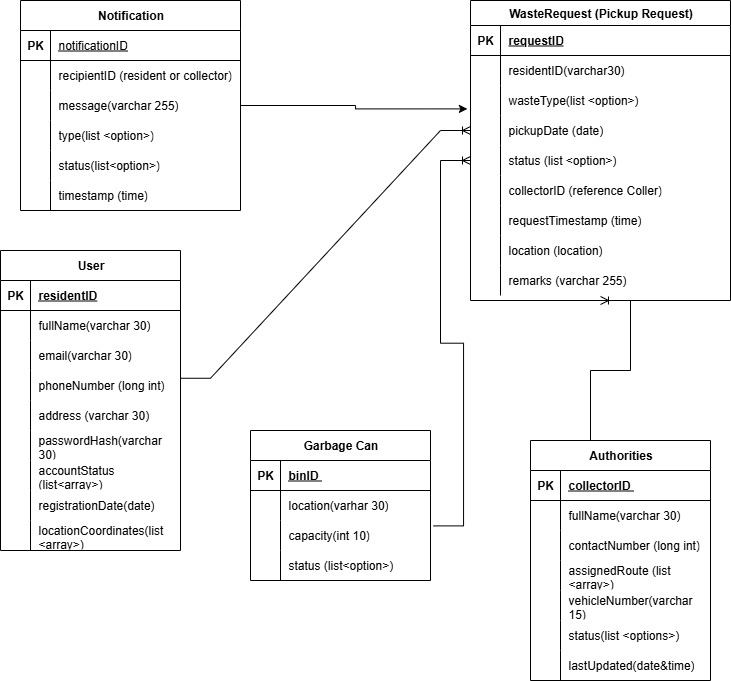 Notification
PK notificationID
recipientID (resident or collector)
message(varchar 255)
type(list <option>)
status(list<option>)
timestamp (time)
WasteRequest (Pickup Request)
PK requestID
residentID(varchar30)
wasteType(list <option>)
pickupDate (date)
status (list <option>)
collectorID (reference Coller)
requestTimestamp (time)
location (location)
remarks (varchar 255)
User
PK residentID
fullName(varchar 30)
email(varchar 30)
phoneNumber (long int)
address (varchar 30)
passwordHash(varchar
30)
accountStatus
(list<array>)
registrationDate(date)
locationCoordinates(list
<array>)
Garbage Can
PK binID
location(varhar 30)
capacity(int 10)
status (list<option>)
Authorities
PK collectorID
fullName(varchar 30)
contactNumber (long int)
assignedRoute (list
<array>)
vehicleNumber(varchar
15)
status(list <options>)
lastUpdated(date&time)